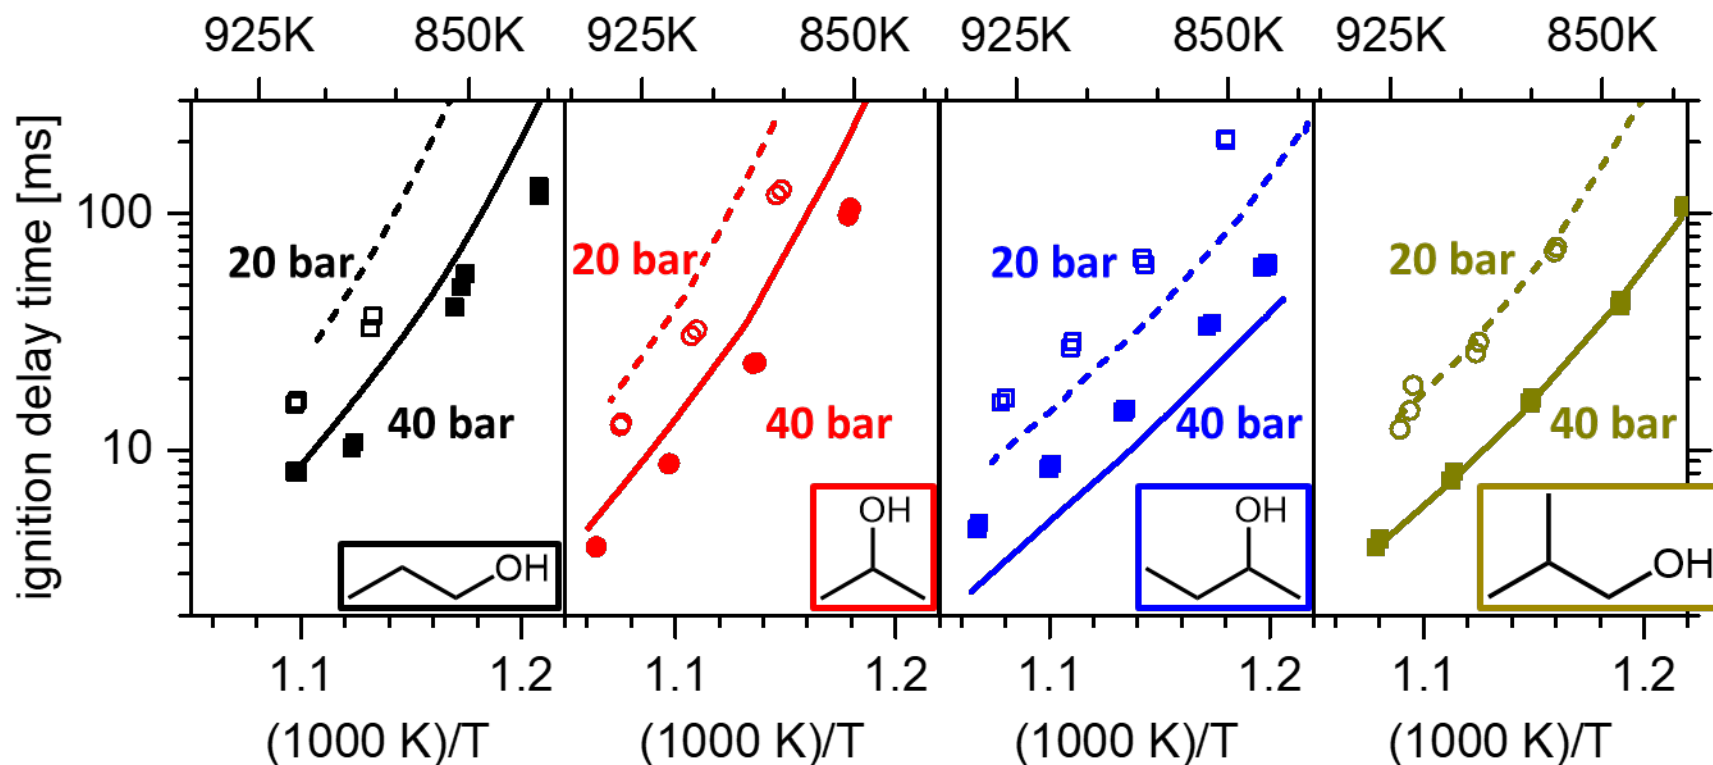 925K 850K 925K 850K 925K 850K 925K 850K
ignition delay time [ms]
100
10
20 bar
40 bar
OH
20 bar
40 bar
OH
20 bar
40 bar
OH
20 bar
40 bar
OH
1.1 1.2 1.1 1.2 1.1 1.2 1.1 1.2
(1000 K)/T (1000 K)/T (1000 K)/T (1000 K)/T